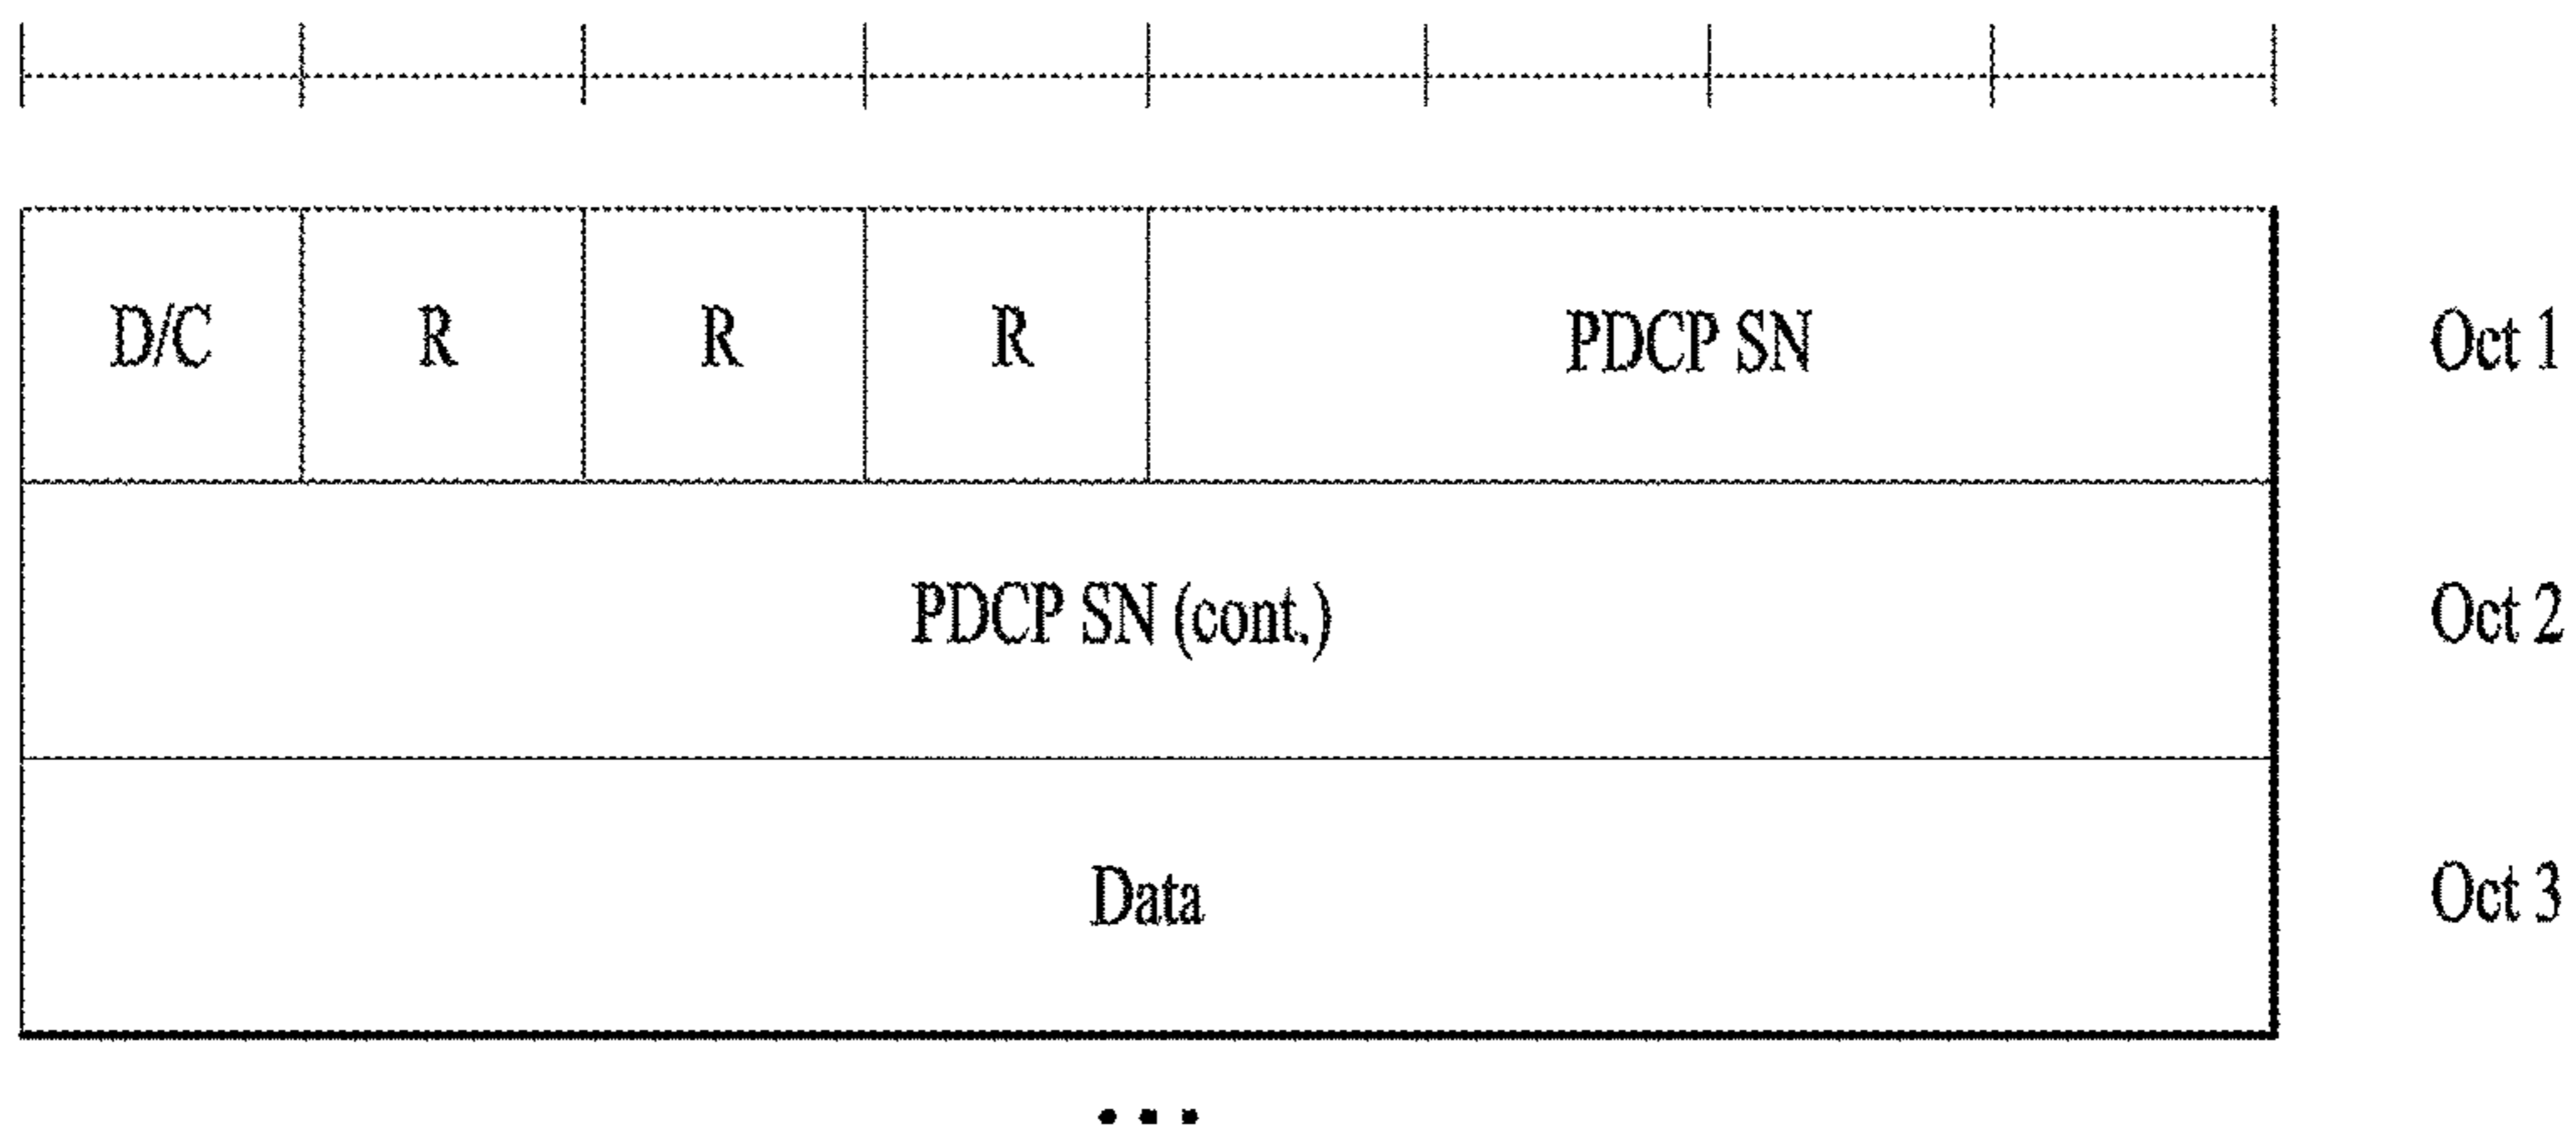 D/C R R R PDCP SN Oct 1
PDCP SN (cont.) Oct 2
Data Oct 3
...